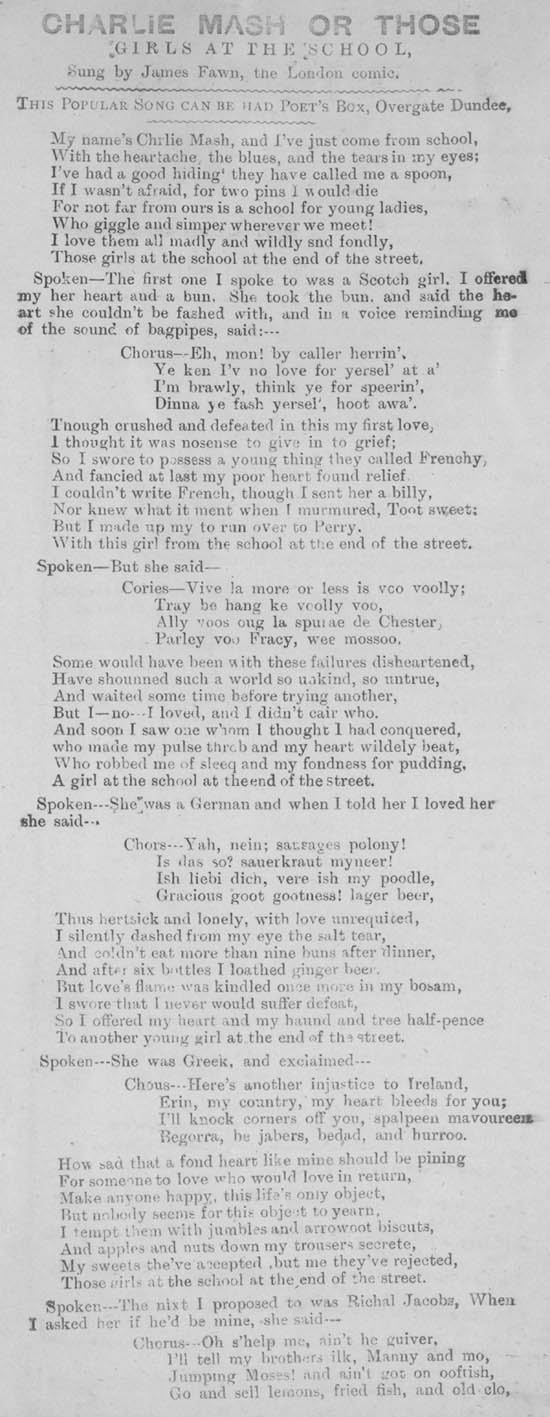 CHARLiE MASH OR THOSE
GIRLS AT THE SCHOOL,
Sung by James Fawn, the London comic.
THIS POPULAR SONG CAN BE HAD POET'S BOX, Overgate Dundee,
My name's Chrlie Mash, and I've just come from school,
With the heartache, the blues, and the tears in my eyes;
I've had a good hiding' they have called me a spoon,
If I wasn't afraid, for two pins I would die
For not far from ours is a school for young ladies,
Who giggle and simper wherever we meet!
I love them all madly and wildly snd fondly,
Those girls at the school at the end of the street.
Spoken—The first one I spoke to was a Scotch girl. I offered
my her heart aud a bun. She took the bun. and said the he-
art she couldn't be fashed with, and in a voice reminding me
of the sound of bagpipes, said:---
Chorus--Eh, mon! by caller herrin',
Ye ken I'v no love for yersel' at a'
I'm brawly, think ye for speerin',
Dinna ye fash yersel', hoot awa'.
Tnough crushed and defeated in this my first love,
I thought it was nosense to give in to grief;
So I swore to possess a young thing they called Frenchy,
And fancied at last my poor heart found relief.
I couldn't write French, though I sent her a billy,
Nor knew what it ment when I murmured, Toot sweet;
But I made up my to run over to Perry.
With this girl from the school at the end of the street.
Spoken—But she said—
Cories—Vive la more or less is vco voolly;
Tray be hang ke vcolly voo,
Ally voos oug la spurae de Chester,
Parley voo Fracy, wee mossoo.
Some would have been with these failures disheartened,
Have shounned such a world so unkind, so untrue,
And waited some time before trying another,
But I—no---I loved, and I didn't cair who.
And soon I saw one whom I thought I had conquered,
who made my pulse throb and my heart wildely beat,
Who robbed me of sleeq and my fondness for pudding,
A girl at the school at theend of the street.
Spoken---She was a German and when I told her I loved her
she said---
Chors---Yah, nein; sausages polony!
Is das so? sauerkraut myneer!
Ish liebi dich, vere ish my poodle,
Gracious goot gootness! lager beer,
Thus hertsick and lonely, with love unrequited,
I silently dashed from my eye the salt tear,
And coldn't eat more than nine buns after dinner,
And after six bottles I loathed ginger beer.
But love's flame was kindled once more in my bosam,
I swore that I never would suffer defeat,
So I offered my heart and my haund and tree half-pence
To another young girl at the end of the street.
Spoken---She was Greek, and exclaimed---
Chous---Here's another injustice to Ireland,
Erin, my country, my heart bleeds for you;
I'll knock corners off you, spalpeen mavoureen
Begorra, be jabers, bedad, and hurroo.
How sad that a fond heart like mine should be pining
For someone to love who would love in return,
Make anyone happy, this life's only object,
But nobody seems for this object to yearn,
I tempt them with jumbles and arrowoot biscuts,
And apples and nuts down my trousers secrete,
My sweets the've accepted ,but me they've rejected,
Those girls at the school at the end of the street.
Spoken---The nixt I proposed to was Richal Jacobs, When
I asked her if he'd be mine, she said---
Chorus---Oh s'help me, ain't he guiver,
I'll tell my brothers ilk, Manny and mo,
Jumping Moses! and ain't got on oofrish,
Go and sell lemons, fried fish, and old clo,